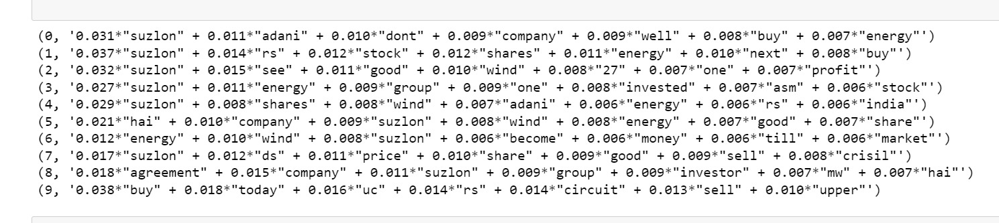 (0, '0.031*"suzlon" + 0.011*"adani" + 0.010*"dont" + 0.009*"company" + 0.009*"well" + 0.008*"buy" + 0.007*"energy"')
(1, '0.037*"suzlon" + 0.014*"rs" + 0.012*"stock" + 0.012*"shares" + 0.011*"energy" + 0.010*"next" + 0.008*"buy"')
(2, '0.032*"suzlon" + 0.015*"see" + 0.011*"good" + 0.010*"wind" + 0.008*"27" + 0.007*"one" + 0.007*"profit"')
(3, '0.027*"suzlon" + 0.011*"energy" + 0.009*"group" + 0.009*"one" + 0.008*"invested" + 0.007*"asm" + 0.006*"stock"')
(4, '0.029*"suzlon" + 0.008*"shares" + 0.008*"wind" + 0.007*"adani" + 0.006*"energy" + 0.006*"rs" + 0.006*"india"')
(5, '0.021*"hai" + 0.010*"company" + 0.009*"suzlon" + 0.008*"wind" + 0.008*"energy" + 0.007*"good" + 0.007*"share"')
(6, '0.012*"energy" + 0.010*"wind" + 0.008*"suzlon" + 0.006*"become" + 0.006*"money" + 0.006*"till" + 0.006*"market"')
(7, '0.017*"suzlon" + 0.012*"ds" + 0.011*"price" + 0.010*"share" + 0.009*"good" + 0.009*"sell" + 0.008*"crisil"')
(8, '0.018*"agreement" + 0.015*"company" + 0.011*"suzlon" + 0.009*"group" + 0.009*"investor" + 0.007*"mw" + 0.007*"hai"')
(9, '0.038*"buy" + 0.018*"today" + 0.016*"uc" + 0.014*"rs" + 0.014*"circuit" + 0.013*"sell" + 0.010*"upper"')